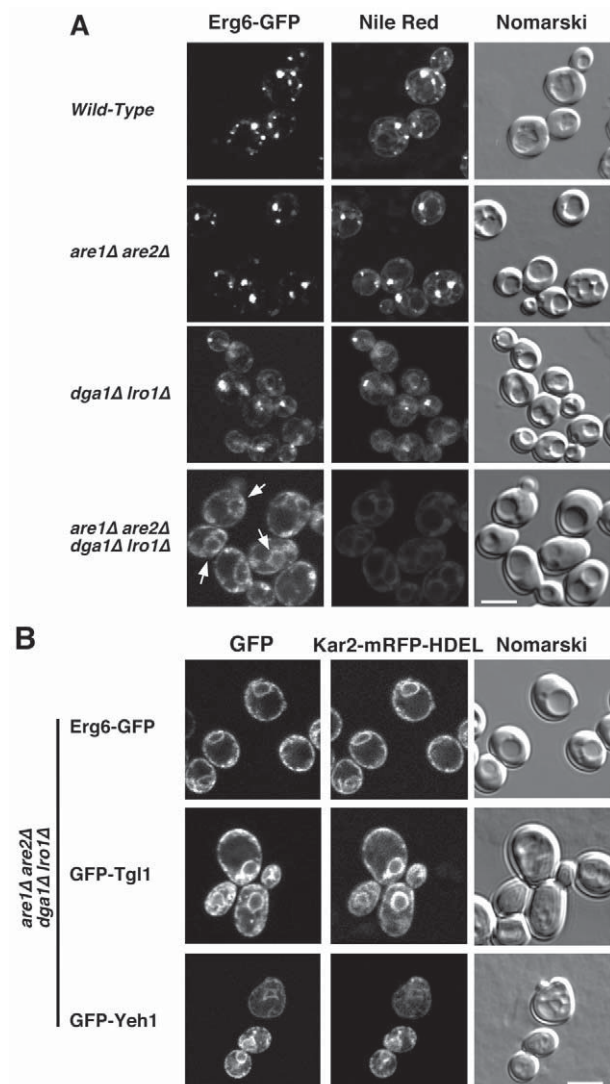 A
Erg6-GFP Nile Red Nomarski
Wild-Type
are1Δ are2Δ
dga1Δ lro1Δ
are1Δ are2Δ
dga1Δ lro1Δ
B
GFP Kar2-mRFP-HDEL Nomarski
are1Δ are2Δ
dga1Δ lro1Δ
Erg6-GFP
GFP-Tgl1
GFP-Yeh1